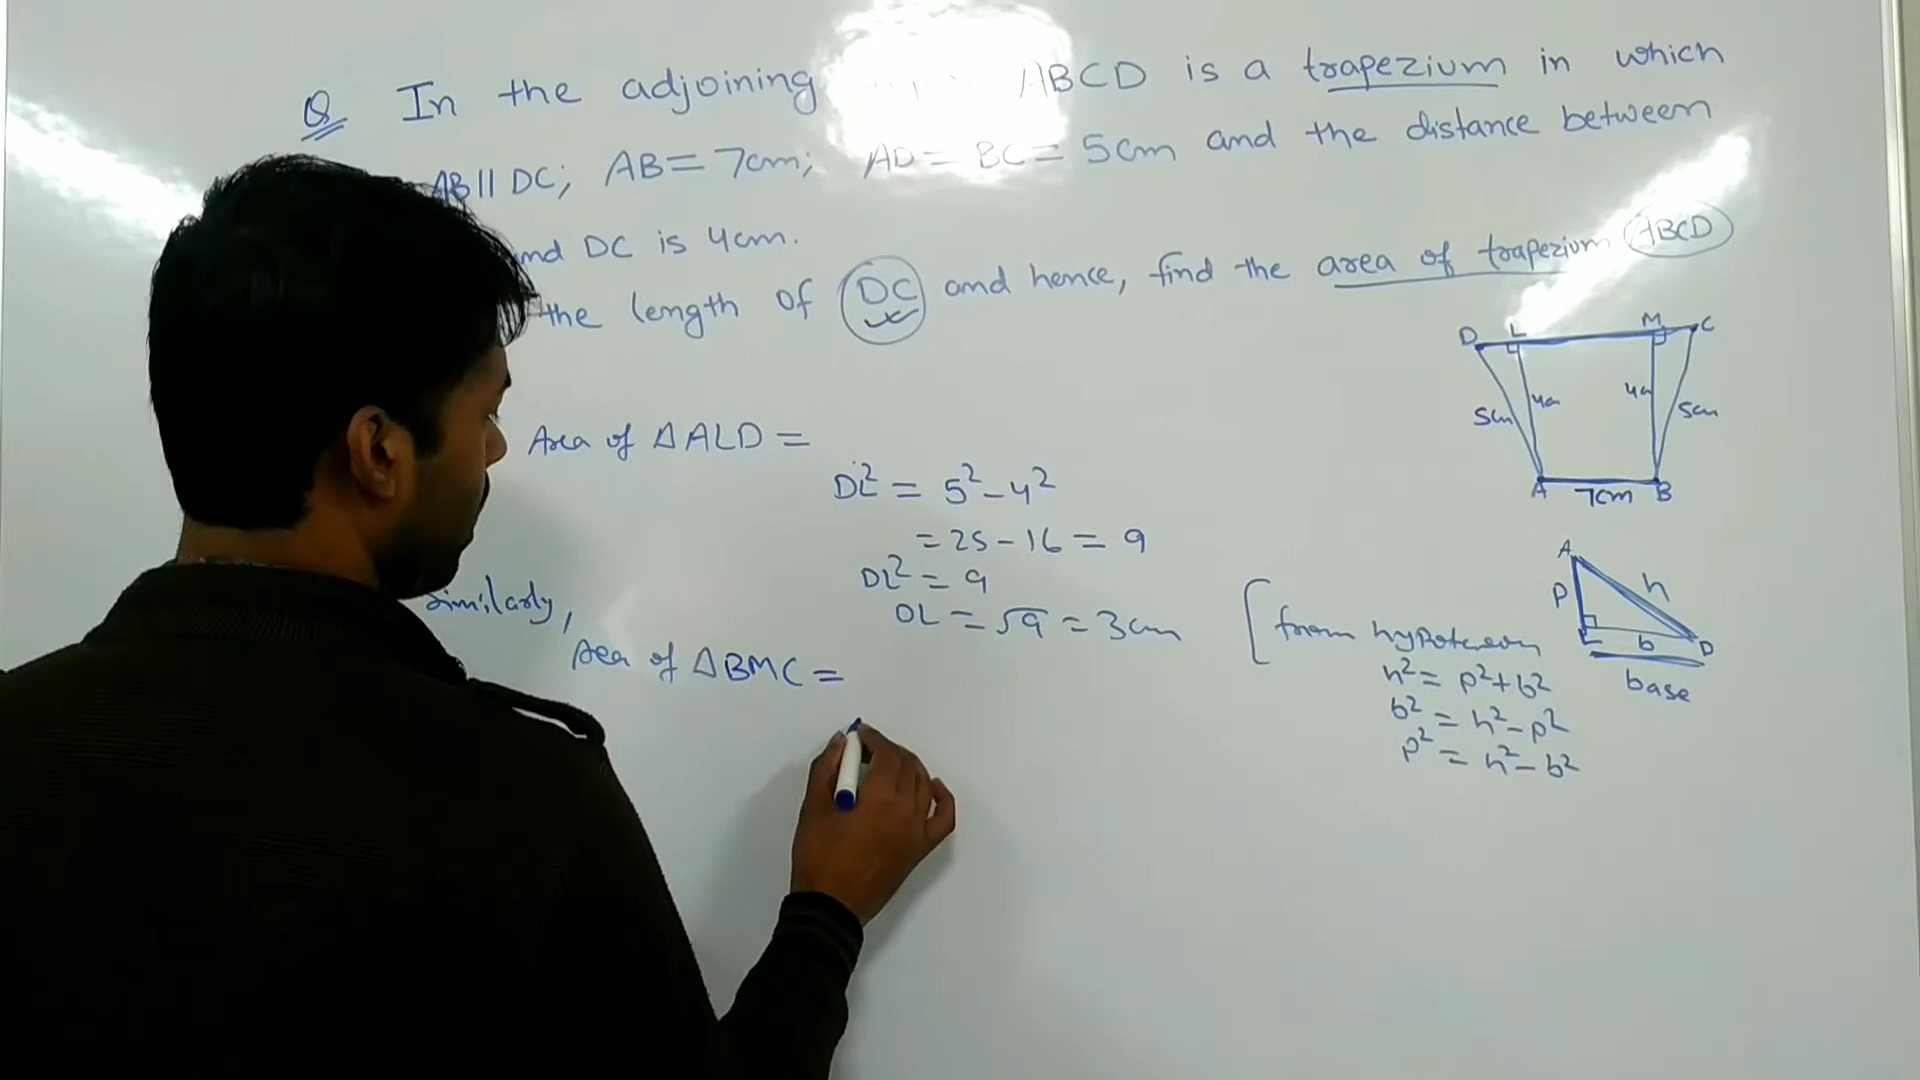 Q In the adjoining ABCD is a trapezium in which
AB || DC; AB = 7cm; AD = BC = 5cm and the distance between
and DC is 4cm.
the length of DC and hence, find the area of trapezium ABCD
D L M C
5cm 4cm 4cm 5cm
A 7cm B
Area of ΔALD =
DL² = 5² - 4²
= 25 - 16 = 9
DL² = 9
DL = √9 = 3cm
Similarly,
Area of ΔBMC =
A
P h
L b D
base
[from
h² = p² + b²
b² = h² - p²
p² = h² - b²